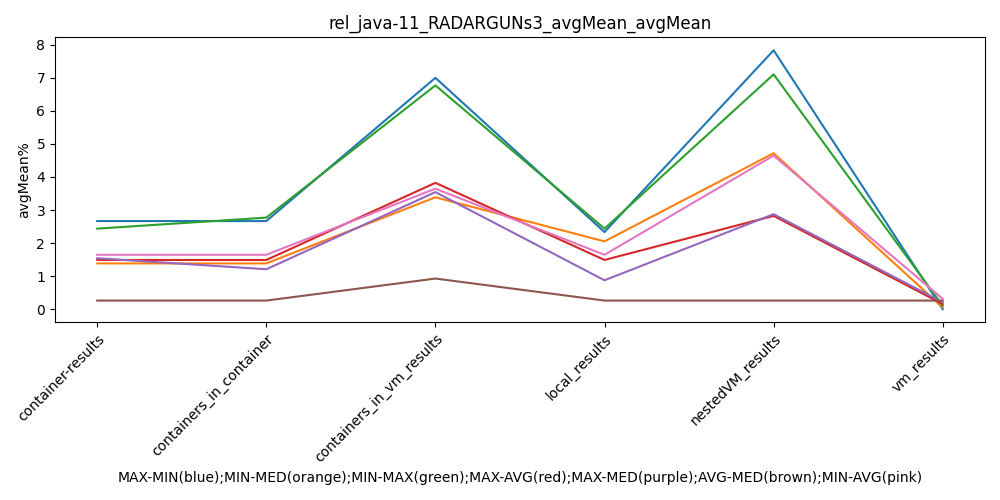 rel_java-11_RADARGUNs3_avgMean_avgMean
avgMean%
8
7
6
5
4
3
2
1
0
container-results
containers_in_container
containers_in_vm_results
local_results
nestedVM_results
vm_results
MAX-MIN(blue);MIN-MED(orange);MIN-MAX(green);MAX-AVG(red);MAX-MED(purple);AVG-MED(brown);MIN-AVG(pink)